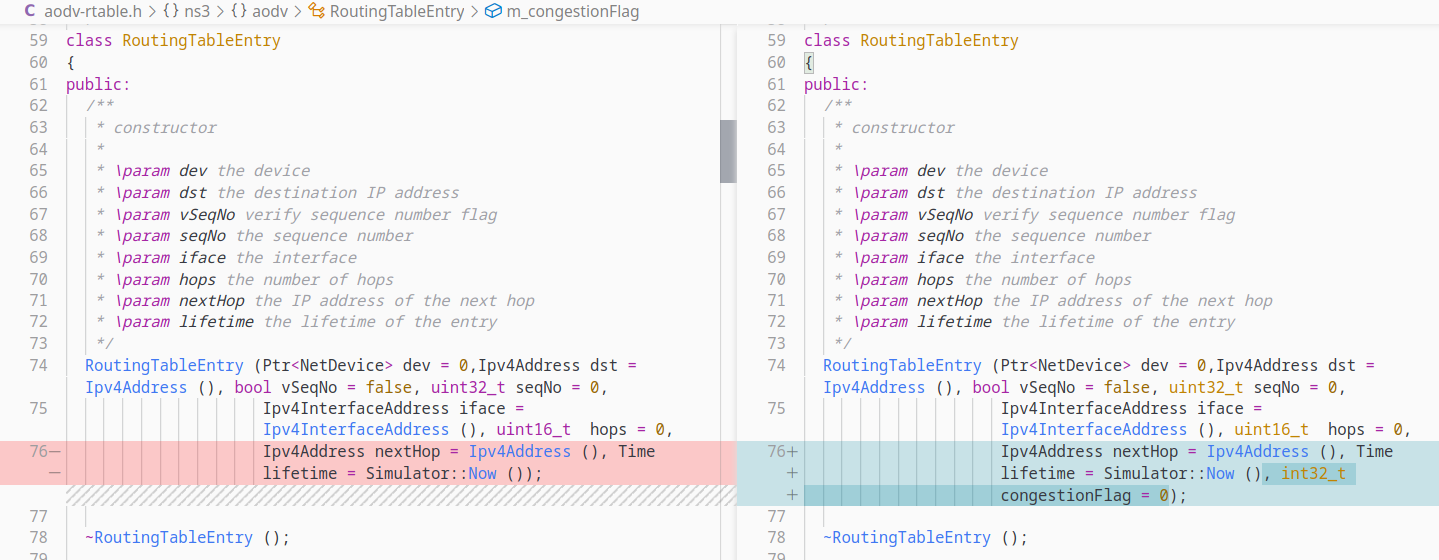 aodv-rtable.h > {} ns3 > {} aodv > RoutingTableEntry > m_congestionFlag
59 class RoutingTableEntry
60 {
61 public:
62 /**
63 * constructor
64 *
65 * \param dev the device
66 * \param dst the destination IP address
67 * \param vSeqNo verify sequence number flag
68 * \param seqNo the sequence number
69 * \param iface the interface
70 * \param hops the number of hops
71 * \param nextHop the IP address of the next hop
72 * \param lifetime the lifetime of the entry
73 */
74 RoutingTableEntry (Ptr<NetDevice> dev = 0,Ipv4Address dst =
Ipv4Address (), bool vSeqNo = false, uint32_t seqNo = 0,
75 Ipv4InterfaceAddress iface =
Ipv4InterfaceAddress (), uint16_t  hops = 0,
76— Ipv4Address nextHop = Ipv4Address (), Time
— lifetime = Simulator::Now ());
77
78 ~RoutingTableEntry ();
79
59 class RoutingTableEntry
60 {
61 public:
62 /**
63 * constructor
64 *
65 * \param dev the device
66 * \param dst the destination IP address
67 * \param vSeqNo verify sequence number flag
68 * \param seqNo the sequence number
69 * \param iface the interface
70 * \param hops the number of hops
71 * \param nextHop the IP address of the next hop
72 * \param lifetime the lifetime of the entry
73 */
74 RoutingTableEntry (Ptr<NetDevice> dev = 0,Ipv4Address dst =
Ipv4Address (), bool vSeqNo = false, uint32_t seqNo = 0,
75 Ipv4InterfaceAddress iface =
Ipv4InterfaceAddress (), uint16_t  hops = 0,
76+ Ipv4Address nextHop = Ipv4Address (), Time
+ lifetime = Simulator::Now (), int32_t
+ congestionFlag = 0);
77
78 ~RoutingTableEntry ();
79